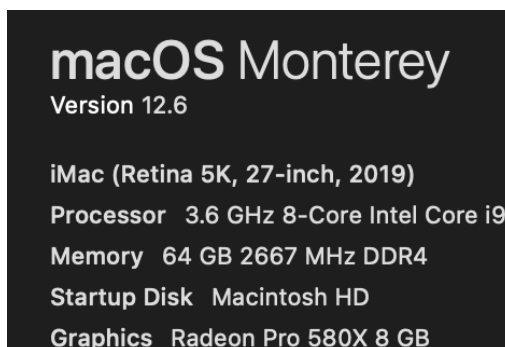 macOS Monterey
Version 12.6
iMac (Retina 5K, 27-inch, 2019)
Processor 3.6 GHz 8-Core Intel Core i9
Memory 64 GB 2667 MHz DDR4
Startup Disk Macintosh HD
Graphics Radeon Pro 580X 8 GB